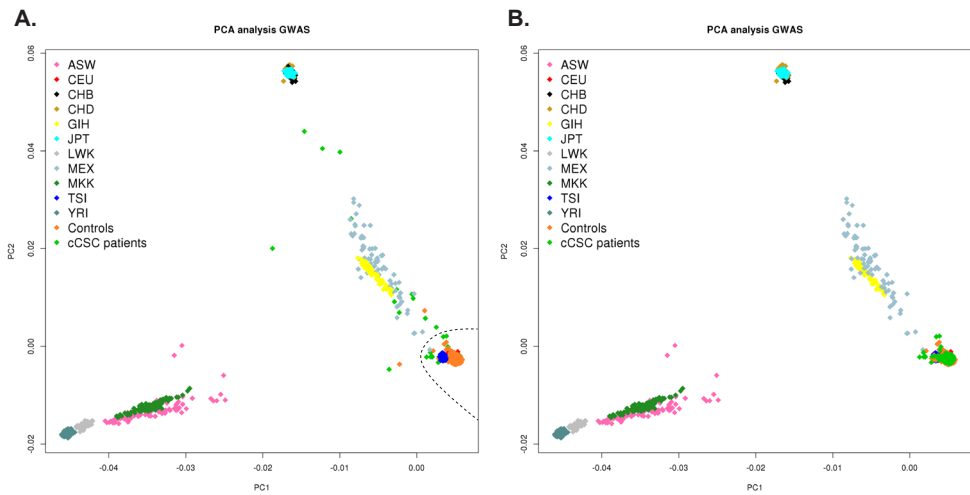 A.
PCA analysis GWAS
PC2
0.06
0.04
0.02
0.00
-0.02
ASW
CEU
CHB
CHD
GIH
JPT
LWK
MEX
MKK
TSI
YRI
Controls
cCSC patients
-0.04
-0.03
-0.02
-0.01
0.00
PC1
B.
PCA analysis GWAS
PC2
0.06
0.04
0.02
0.00
-0.02
ASW
CEU
CHB
CHD
GIH
JPT
LWK
MEX
MKK
TSI
YRI
Controls
cCSC patients
-0.04
-0.03
-0.02
-0.01
0.00
PC1